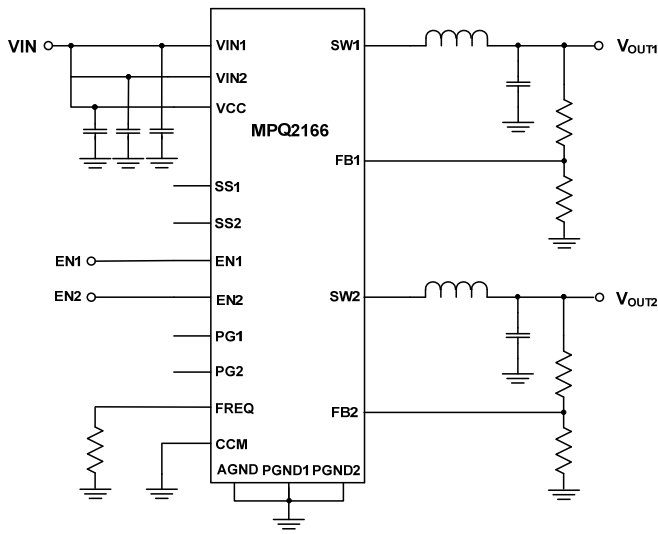 VIN
VIN1
SW1
VOUT1
VIN2
VCC
MPQ2166
FB1
SS1
SS2
EN1
EN1
EN2
EN2
SW2
VOUT2
PG1
PG2
FREQ
FB2
CCM
AGND PGND1 PGND2